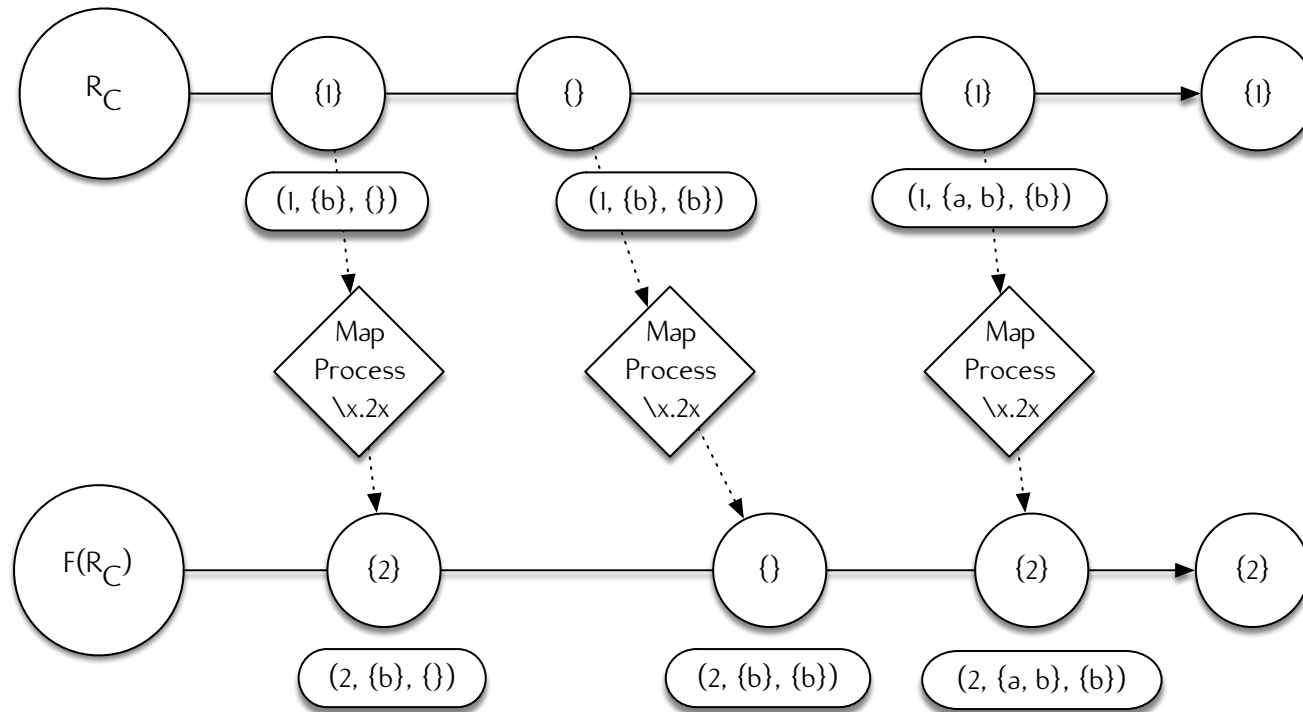 R_C
{1}
{}
{1}
{1}
(1, {b}, {})
(1, {b}, {b})
(1, {a, b}, {b})
Map
Process
\x.2x
Map
Process
\x.2x
Map
Process
\x.2x
F(R_C)
{2}
{}
{2}
{2}
(2, {b}, {})
(2, {b}, {b})
(2, {a, b}, {b})